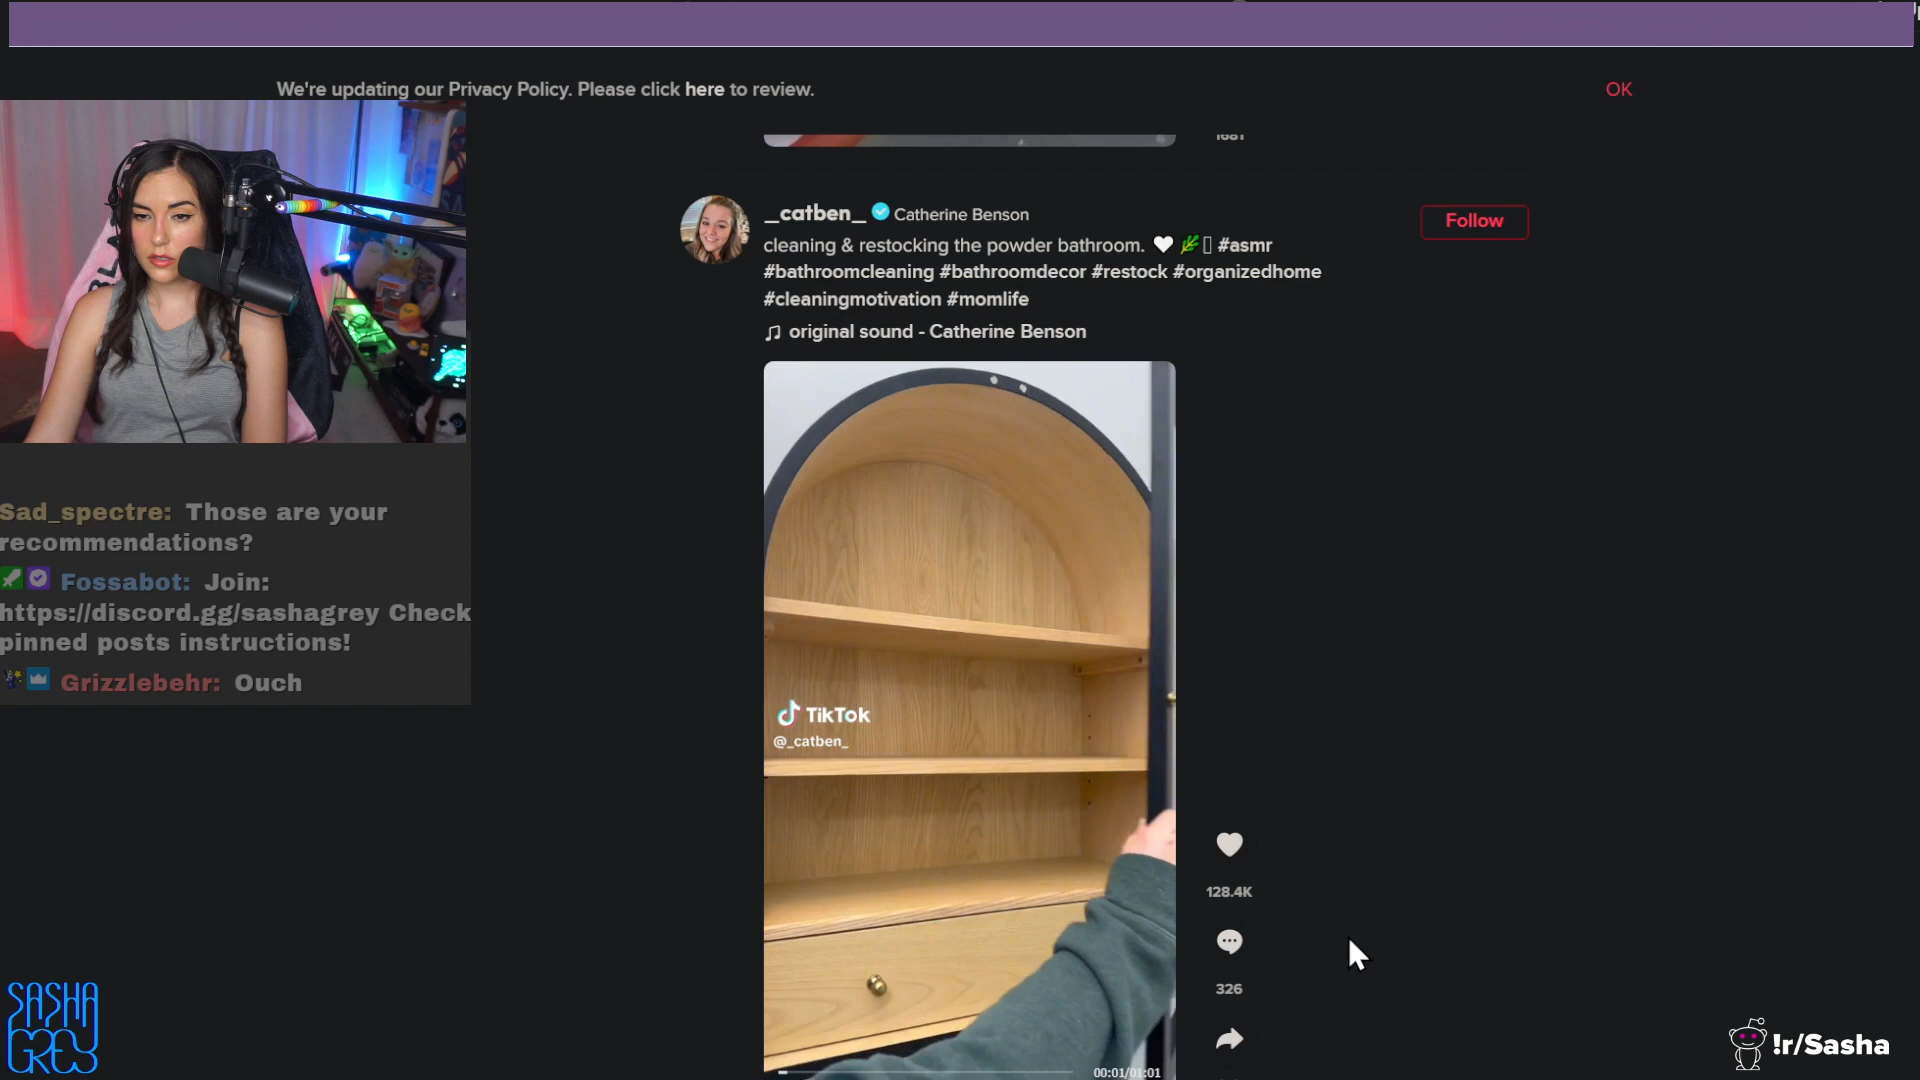 We're updating our Privacy Policy. Please click here to review.
OK
1681
_catben_ Catherine Benson
Follow
cleaning & restocking the powder bathroom. 🤍 🌿 #asmr
#bathroomcleaning #bathroomdecor #restock #organizedhome
#cleaningmotivation #momlife
original sound - Catherine Benson
Sad_spectre: Those are your
recommendations?
Fossabot: Join:
https://discord.gg/sashagrey Check
pinned posts instructions!
Grizzlebehr: Ouch
TikTok
@_catben_
128.4K
326
00:01/01:01
SASHA
GREY
!r/Sasha